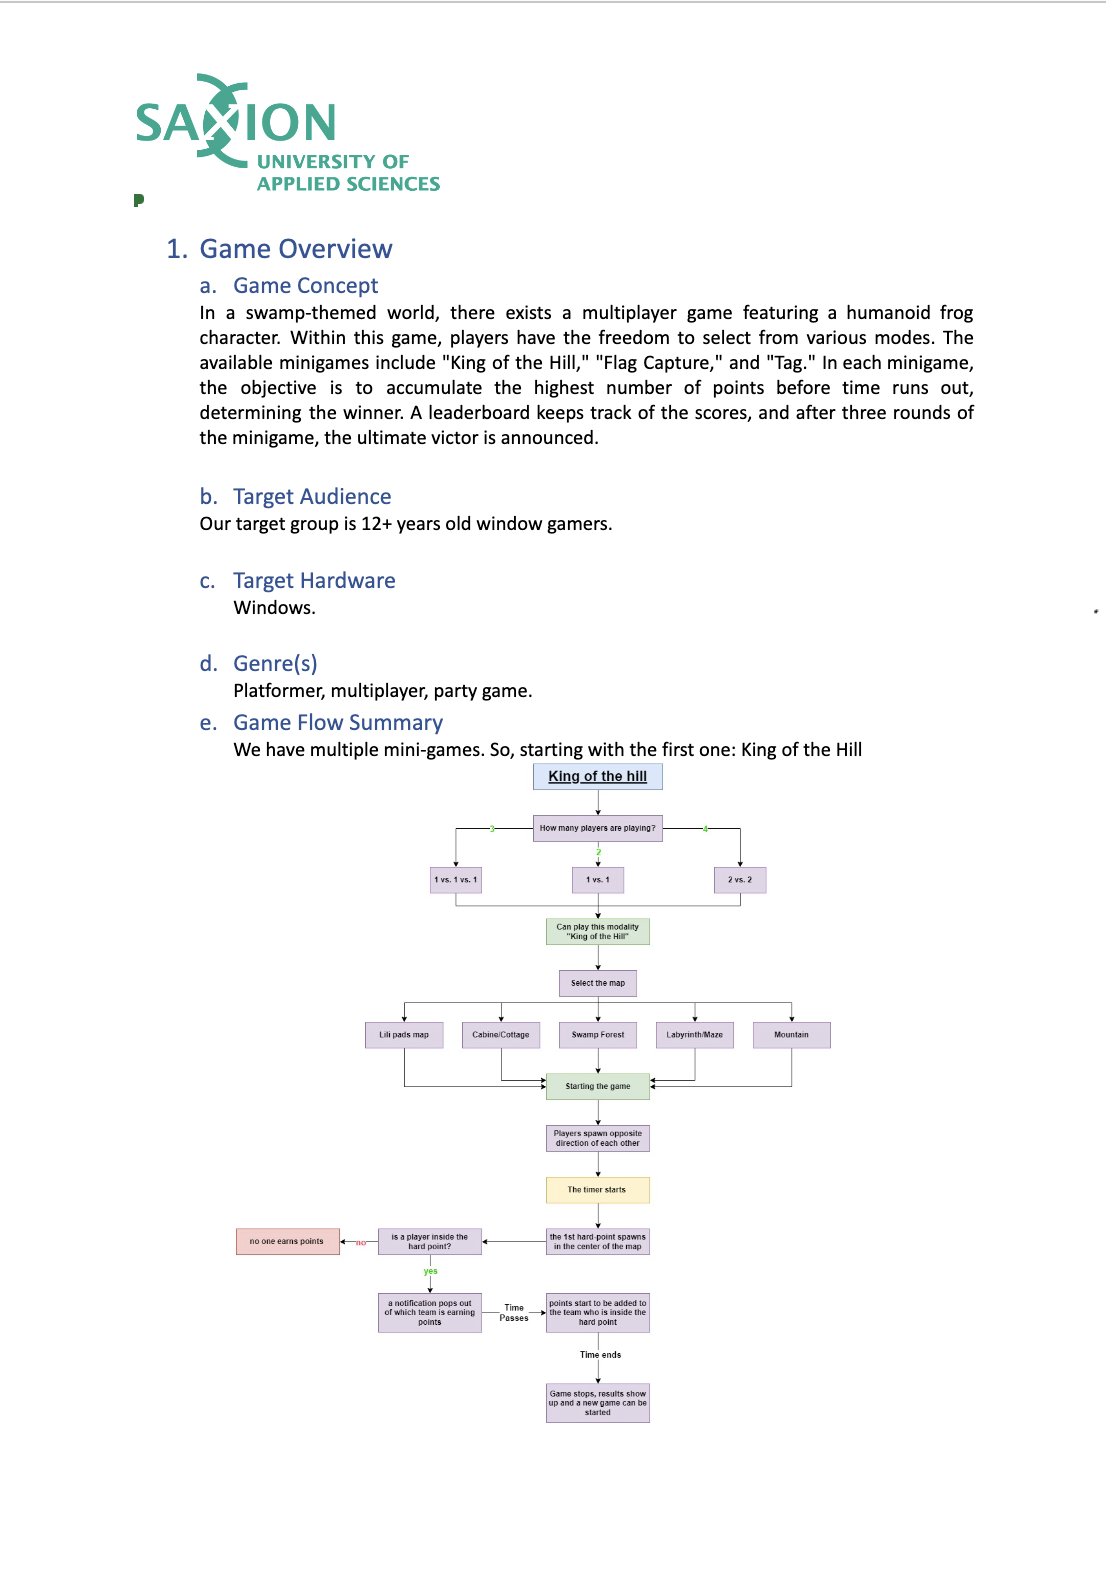 SAXION
UNIVERSITY OF
APPLIED SCIENCES
P
1. Game Overview
a. Game Concept
In a swamp-themed world, there exists a multiplayer game featuring a humanoid frog
character. Within this game, players have the freedom to select from various modes. The
available minigames include "King of the Hill," "Flag Capture," and "Tag." In each minigame,
the objective is to accumulate the highest number of points before time runs out,
determining the winner. A leaderboard keeps track of the scores, and after three rounds of
the minigame, the ultimate victor is announced.
b. Target Audience
Our target group is 12+ years old window gamers.
c. Target Hardware
Windows.
d. Genre(s)
Platformer, multiplayer, party game.
e. Game Flow Summary
We have multiple mini-games. So, starting with the first one: King of the Hill
King of the hill
3
How many players are playing?
4
2
1 vs. 1 vs. 1
1 vs. 1
2 vs. 2
Can play this modality
"King of the Hill"
Select the map
Lili pads map
Cabine/Cottage
Swamp Forest
Labyrinth/Maze
Mountain
Starting the game
Players spawn opposite
direction of each other
The timer starts
no one earns points
no
is a player inside the
hard point?
the 1st hard-point spawns
in the center of the map
yes
a notification pops out
of which team is earning
points
Time
Passes
points start to be added to
the team who is inside the
hard point
Time ends
Game stops, results show
up and a new game can be
started